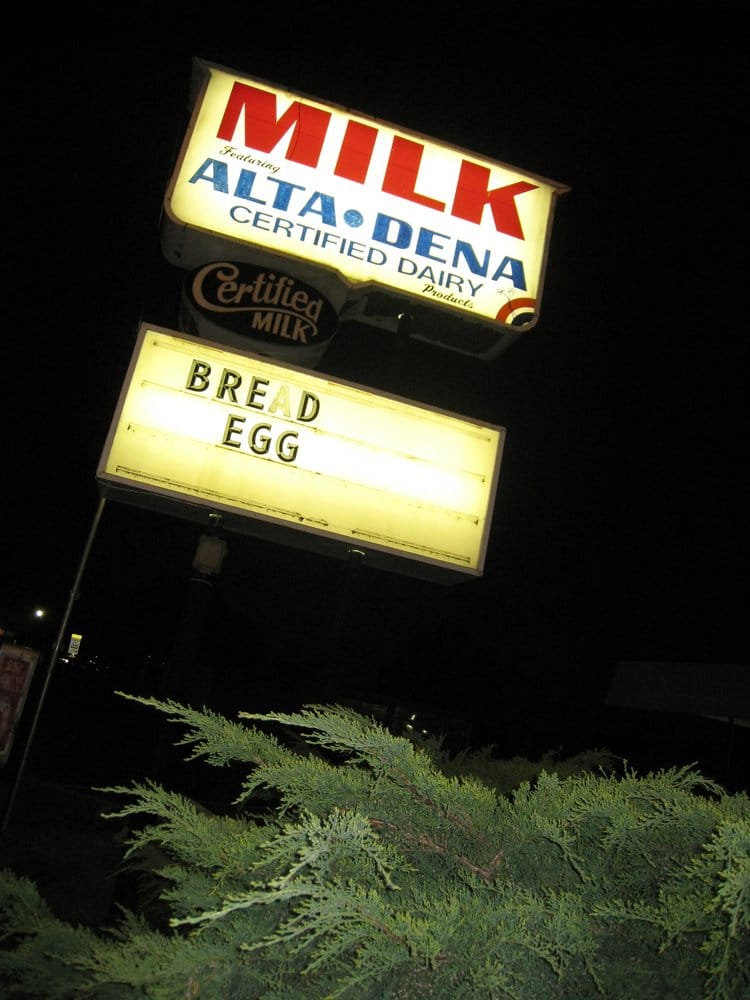 MILK
Featuring
ALTA•DENA
CERTIFIED DAIRY
Products
Certified
MILK
BREAD
EGG